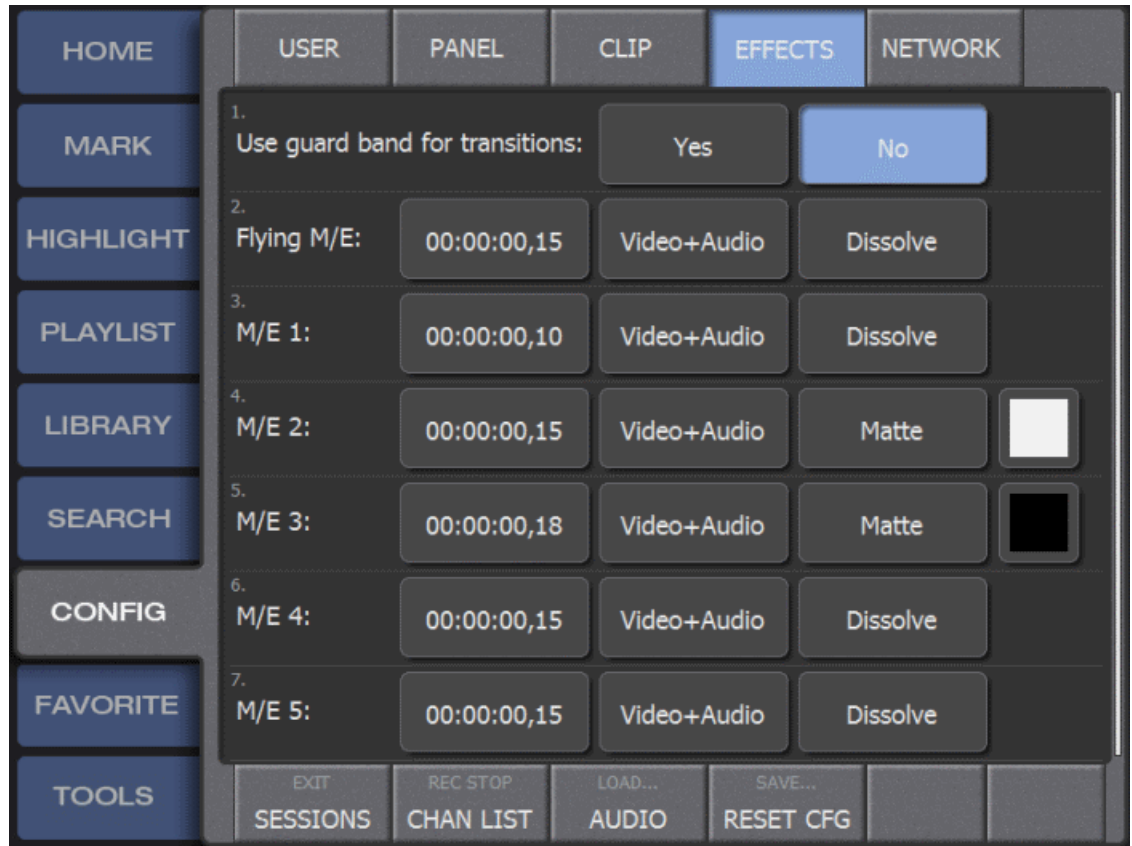 HOME
MARK
HIGHLIGHT
PLAYLIST
LIBRARY
SEARCH
CONFIG
FAVORITE
TOOLS
USER PANEL CLIP EFFECTS NETWORK
1.
Use guard band for transitions: Yes No
2.
Flying M/E: 00:00:00,15 Video+Audio Dissolve
3.
M/E 1: 00:00:00,10 Video+Audio Dissolve
4.
M/E 2: 00:00:00,15 Video+Audio Matte
5.
M/E 3: 00:00:00,18 Video+Audio Matte
6.
M/E 4: 00:00:00,15 Video+Audio Dissolve
7.
M/E 5: 00:00:00,15 Video+Audio Dissolve
EXIT REC STOP LOAD... SAVE...
SESSIONS CHAN LIST AUDIO RESET CFG